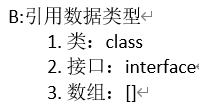 B:引用数据类型
1. 类：class
2. 接口：interface
3. 数组：[]